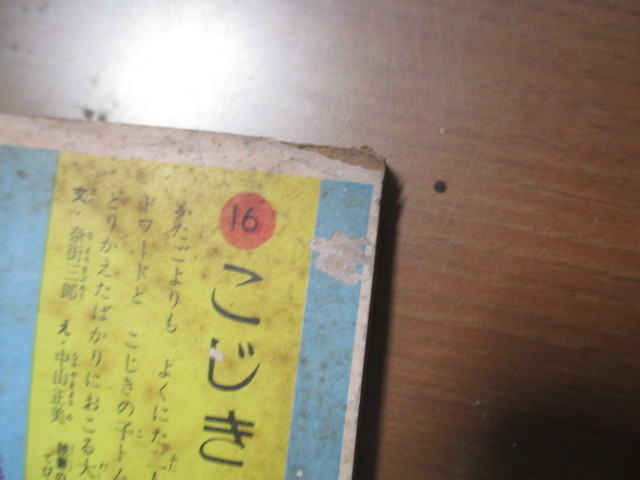 16
こじき
ふたごよりも よくにた
ドワードと こじきの子トム
とりかえたばかりにおこる大
文・奈街三郎 え・中山正美